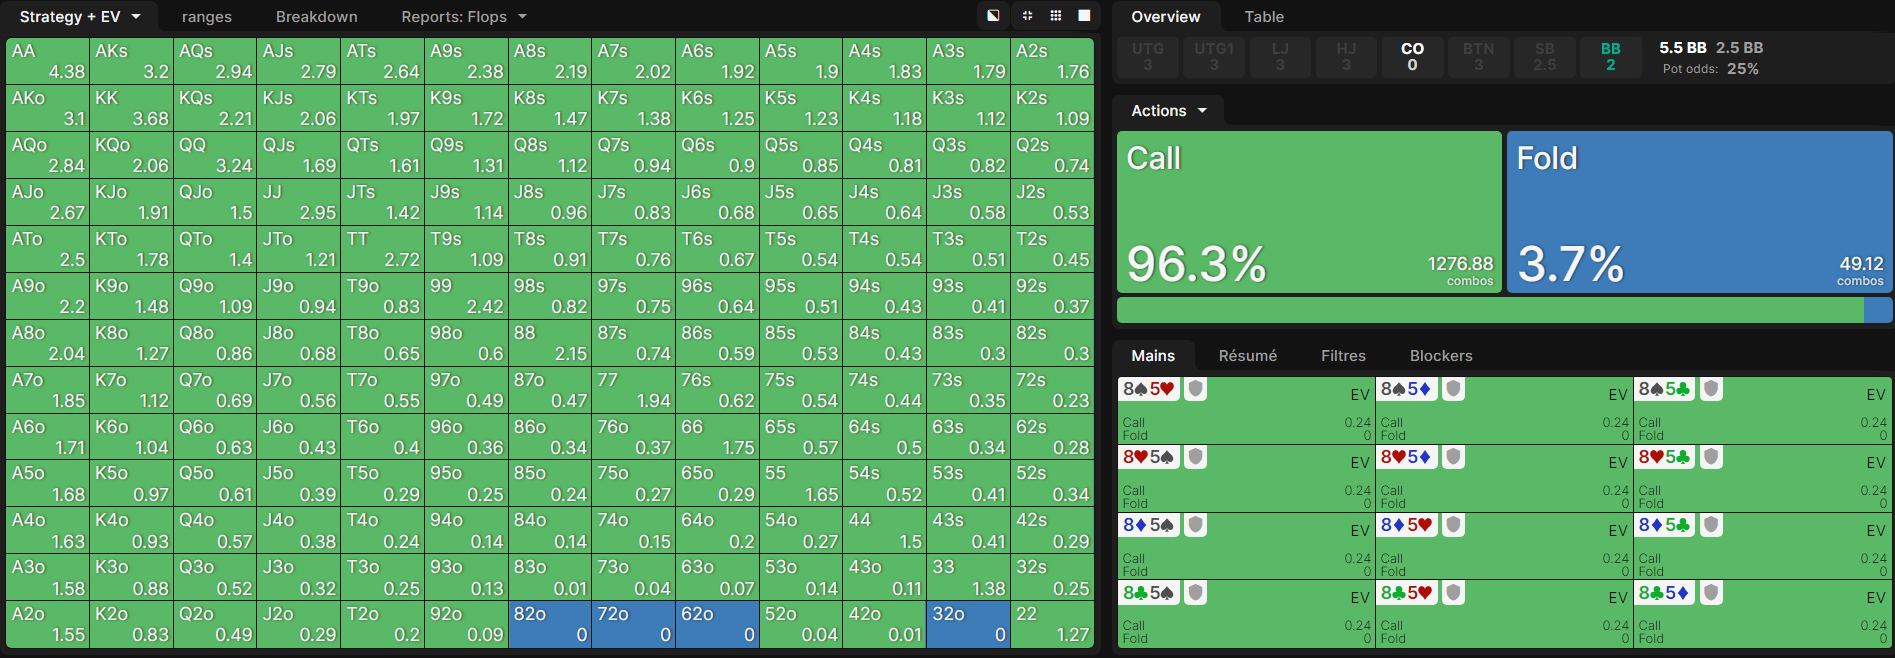 Strategy + EV ranges Breakdown Reports: Flops
AA AKs AQs AJs ATs A9s A8s A7s A6s A5s A4s A3s A2s
4.38 3.2 2.94 2.79 2.64 2.38 2.19 2.02 1.92 1.9 1.83 1.79 1.76
AKo KK KQs KJs KTs K9s K8s K7s K6s K5s K4s K3s K2s
3.1 3.68 2.21 2.06 1.97 1.72 1.47 1.38 1.25 1.23 1.18 1.12 1.09
AQo KQo QQ QJs QTs Q9s Q8s Q7s Q6s Q5s Q4s Q3s Q2s
2.84 2.06 3.24 1.69 1.61 1.31 1.12 0.94 0.9 0.85 0.81 0.82 0.74
AJo KJo QJo JJ JTs J9s J8s J7s J6s J5s J4s J3s J2s
2.67 1.91 1.5 2.95 1.42 1.14 0.96 0.83 0.68 0.65 0.64 0.58 0.53
ATo KTo QTo JTo TT T9s T8s T7s T6s T5s T4s T3s T2s
2.5 1.78 1.4 1.21 2.72 1.09 0.91 0.76 0.67 0.54 0.54 0.51 0.45
A9o K9o Q9o J9o T9o 99 98s 97s 96s 95s 94s 93s 92s
2.2 1.48 1.09 0.94 0.83 2.42 0.82 0.75 0.64 0.51 0.43 0.41 0.37
A8o K8o Q8o J8o T8o 98o 88 87s 86s 85s 84s 83s 82s
2.04 1.27 0.86 0.68 0.65 0.6 2.15 0.74 0.59 0.53 0.43 0.3 0.3
A7o K7o Q7o J7o T7o 97o 87o 77 76s 75s 74s 73s 72s
1.85 1.12 0.69 0.56 0.55 0.49 0.47 1.94 0.62 0.54 0.44 0.35 0.23
A6o K6o Q6o J6o T6o 96o 86o 76o 66 65s 64s 63s 62s
1.71 1.04 0.63 0.43 0.4 0.36 0.34 0.37 1.75 0.57 0.5 0.34 0.28
A5o K5o Q5o J5o T5o 95o 85o 75o 65o 55 54s 53s 52s
1.68 0.97 0.61 0.39 0.29 0.25 0.24 0.27 0.29 1.65 0.52 0.41 0.34
A4o K4o Q4o J4o T4o 94o 84o 74o 64o 54o 44 43s 42s
1.63 0.93 0.57 0.38 0.24 0.14 0.14 0.15 0.2 0.27 1.5 0.41 0.29
A3o K3o Q3o J3o T3o 93o 83o 73o 63o 53o 43o 33 32s
1.58 0.88 0.52 0.32 0.25 0.13 0.01 0.04 0.07 0.14 0.11 1.38 0.25
A2o K2o Q2o J2o T2o 92o 82o 72o 62o 52o 42o 32o 22
1.55 0.83 0.49 0.29 0.2 0.09 0 0 0 0.04 0.01 0 1.27
Overview Table
UTG UTG1 LJ HJ CO BTN SB BB 5.5 BB 2.5 BB
3 3 3 3 0 3 2.5 2 Pot odds: 25%
Actions
Call Fold
96.3% 1276.88 combos 3.7% 49.12 combos
Mains Résumé Filtres Blockers
8♠5♥ EV 8♠5♦ EV 8♠5♣ EV
Call 0.24 Call 0.24 Call 0.24
Fold 0 Fold 0 Fold 0
8♥5♠ EV 8♥5♦ EV 8♥5♣ EV
Call 0.24 Call 0.24 Call 0.24
Fold 0 Fold 0 Fold 0
8♦5♠ EV 8♦5♥ EV 8♦5♣ EV
Call 0.24 Call 0.24 Call 0.24
Fold 0 Fold 0 Fold 0
8♣5♠ EV 8♣5♥ EV 8♣5♦ EV
Call 0.24 Call 0.24 Call 0.24
Fold 0 Fold 0 Fold 0